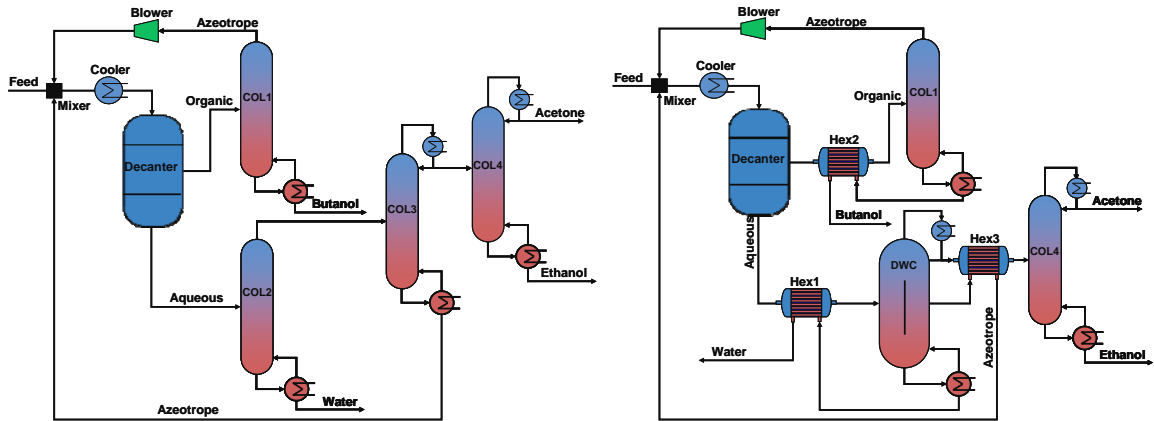 Blower
Azeotrope
Feed
Cooler
Mixer
Organic
COL1
Acetone
Decanter
COL4
COL3
Butanol
COL2
Aqueous
Ethanol
Water
Azeotrope
Blower
Azeotrope
Feed
Cooler
Mixer
Organic
COL1
Hex2
Decanter
Butanol
Acetone
Aqueous
Hex3
DWC
COL4
Hex1
Azeotrope
Water
Ethanol